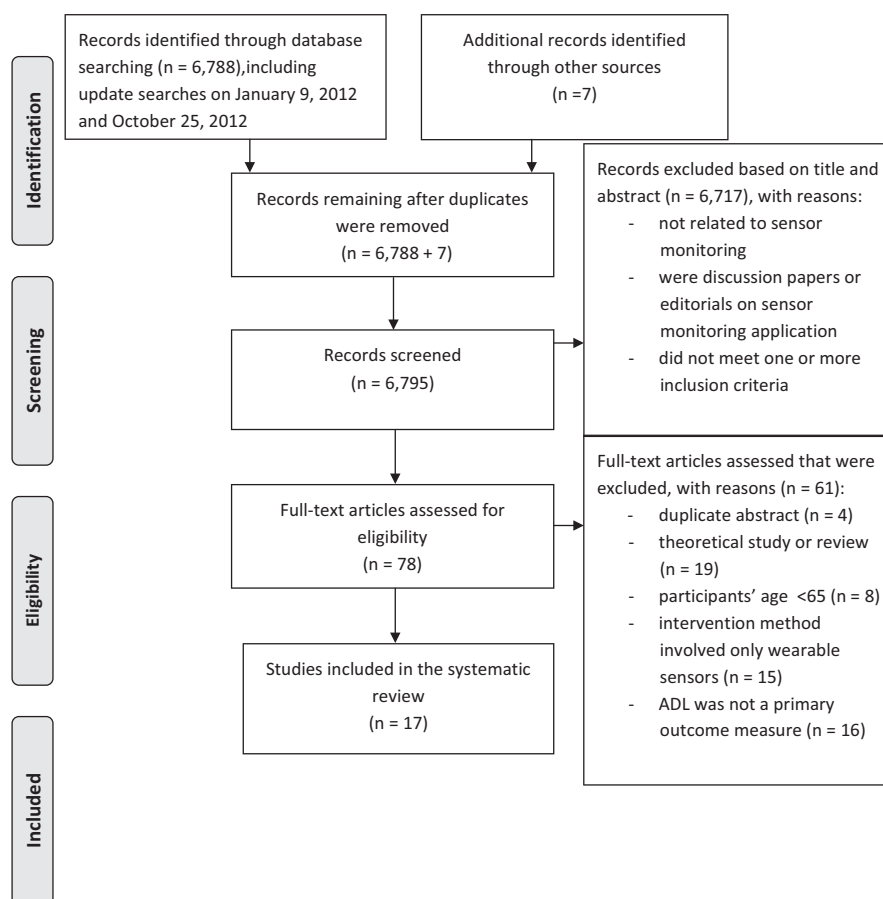 Records identified through database
searching (n = 6,788),including
update searches on January 9, 2012
and October 25, 2012
Additional records identified
through other sources
(n =7)
Identification
Records remaining after duplicates
were removed
(n = 6,788 + 7)
Records excluded based on title and
abstract (n = 6,717), with reasons:
- not related to sensor
monitoring
- were discussion papers or
editorials on sensor
monitoring application
- did not meet one or more
inclusion criteria
Screening
Records screened
(n = 6,795)
Eligibility
Full-text articles assessed for
eligibility
(n = 78)
Full-text articles assessed that were
excluded, with reasons (n = 61):
- duplicate abstract (n = 4)
- theoretical study or review
(n = 19)
- participants’ age <65 (n = 8)
- intervention method
involved only wearable
sensors (n = 15)
- ADL was not a primary
outcome measure (n = 16)
Studies included in the systematic
review
(n = 17)
Included